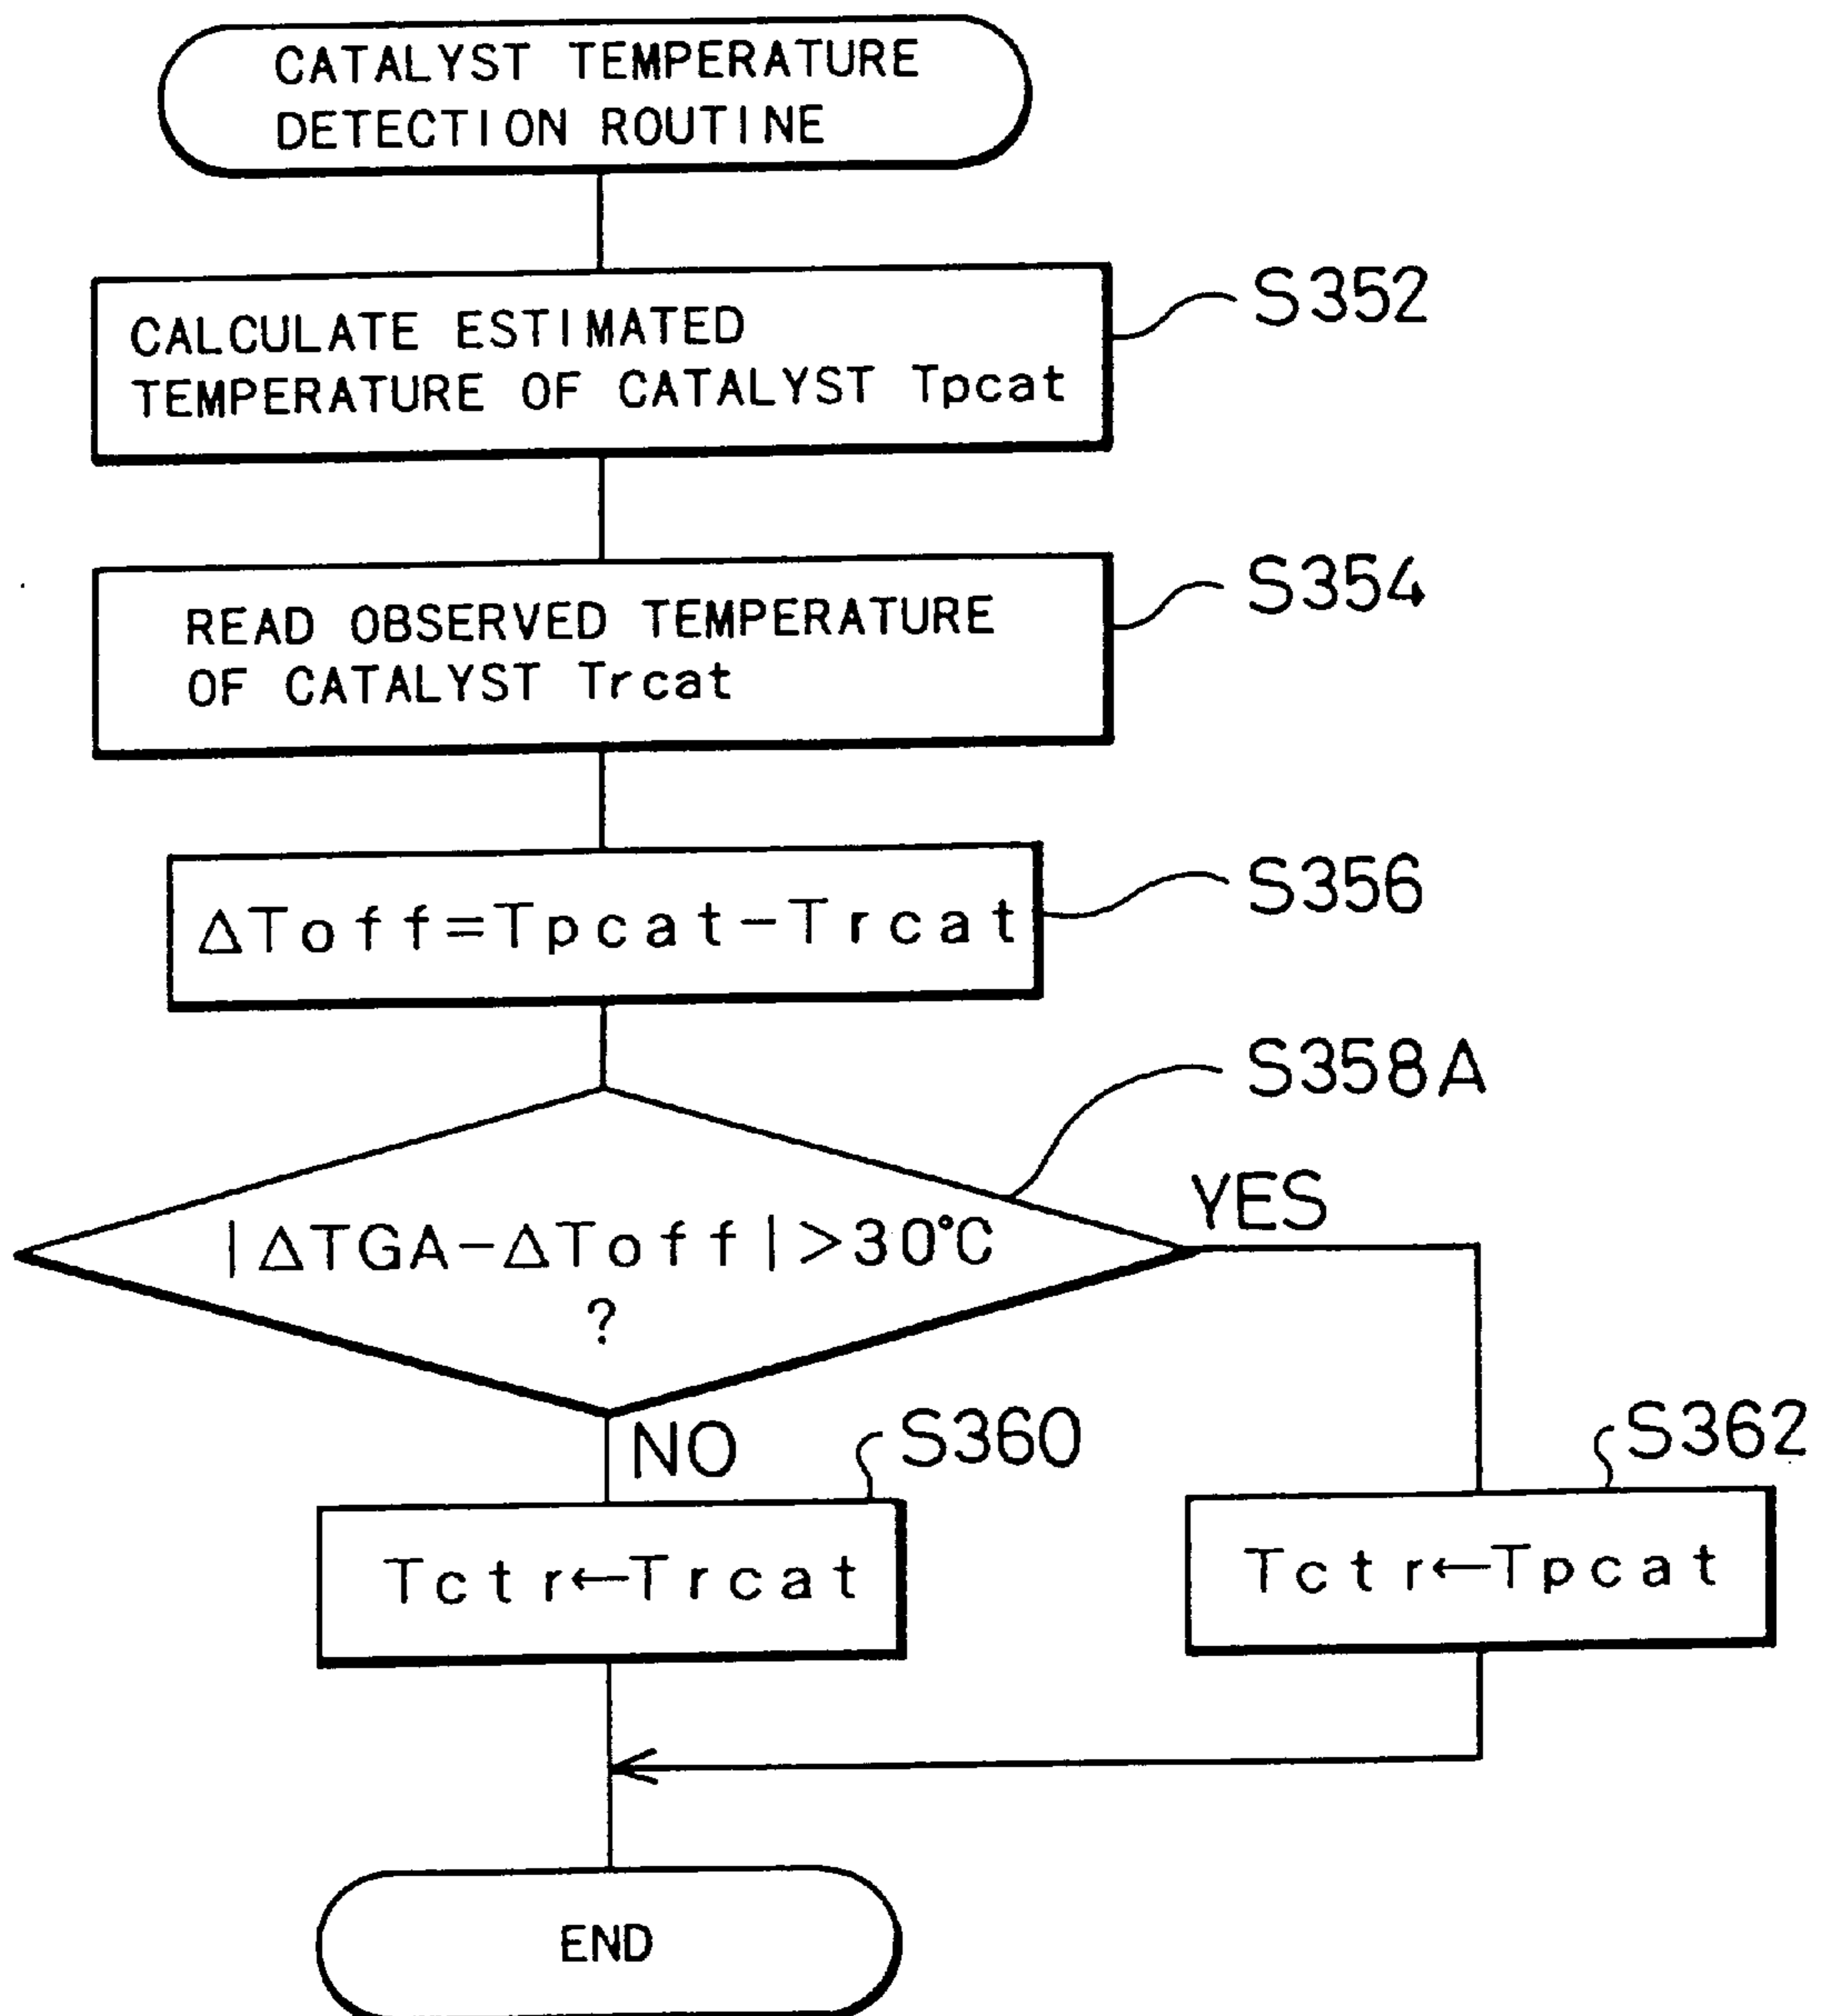 CATALYST TEMPERATURE
DETECTION ROUTINE
S352
CALCULATE ESTIMATED
TEMPERATURE OF CATALYST Tpcat
S354
READ OBSERVED TEMPERATURE
OF CATALYST Trcat
S356
ΔToff=Tpcat-Trcat
S358A
YES
|ΔTGA-ΔToff|>30℃
?
NO
S360
S362
Tctr←Trcat
Tctr←Tpcat
END